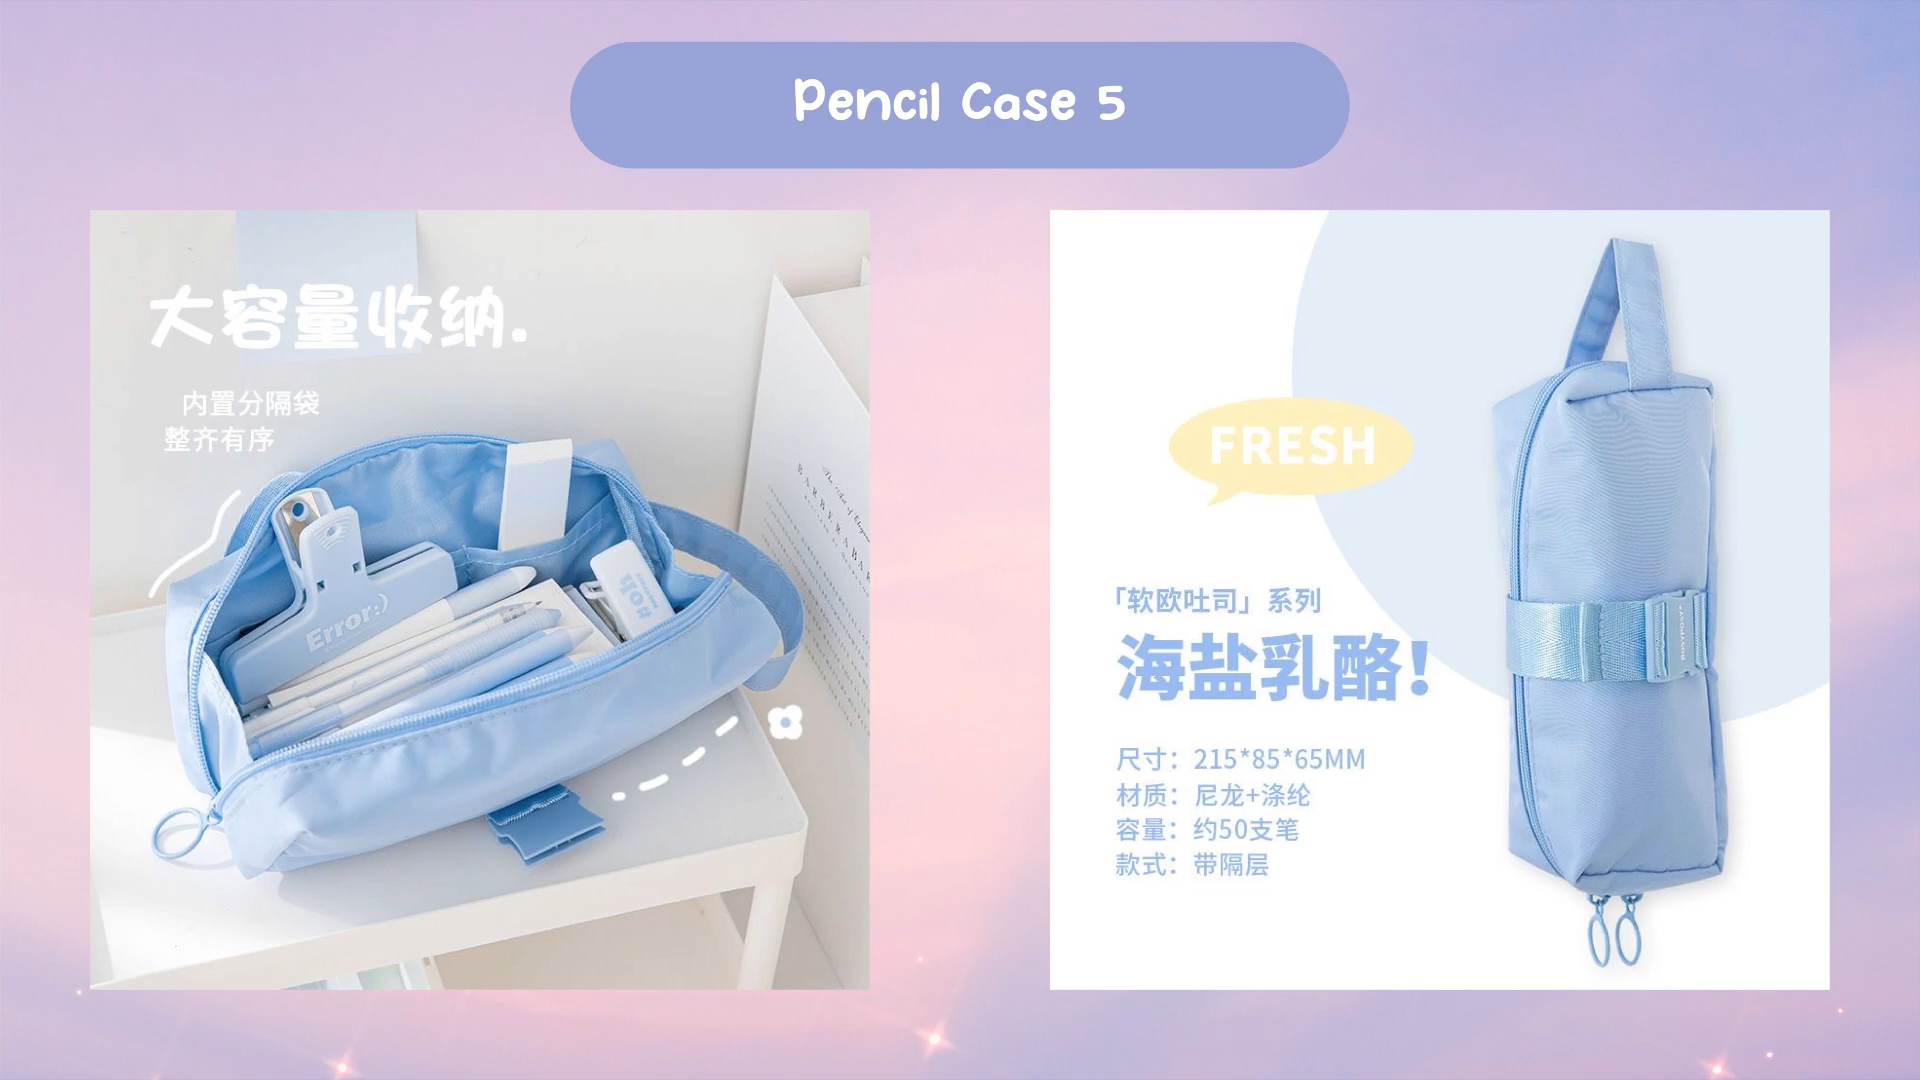 Pencil Case 5
大容量收纳.
内置分隔袋
整齐有序
Error:)
FRESH
「软欧吐司」系列
海盐乳酪!
尺寸：215*85*65MM
材质：尼龙+涤纶
容量：约50支笔
款式：带隔层